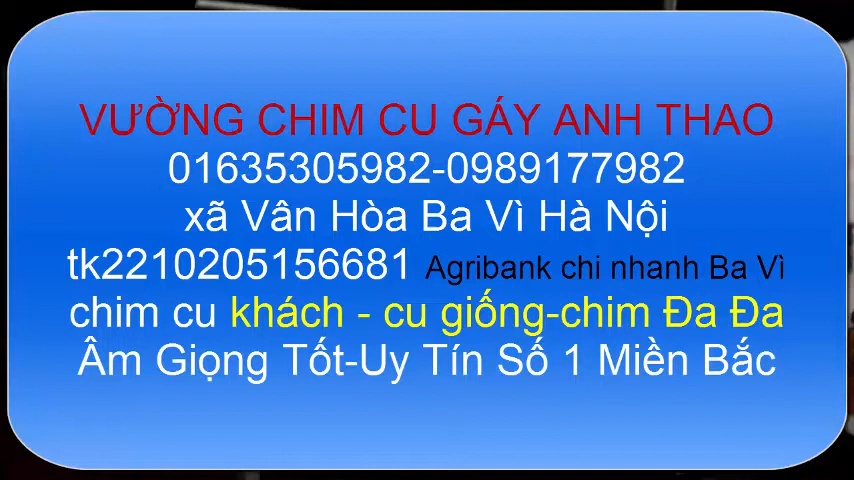 VƯỜNG CHIM CU GÁY ANH THAO
01635305982-0989177982
xã Vân Hòa Ba Vì Hà Nội
tk2210205156681 Agribank chi nhanh Ba Vì
chim cu khách - cu giống-chim Đa Đa
Âm Giọng Tốt-Uy Tín Số 1 Miền Bắc